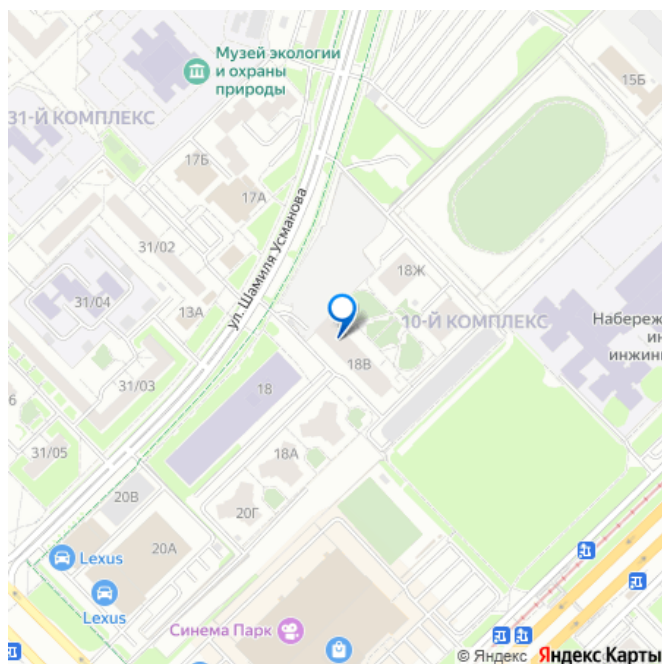 Музей экологии
и охраны
природы
15Б
31-Й КОМПЛЕКС
17Б
17А
ул. Шамиля Усманова
31/02
18Ж
31/04
13А
10-Й КОМПЛЕКС
Набереж
ин
инжини
18В
31/03
18
6
31/05
18А
20В
20Г
20А
Lexus
Lexus
Синема Парк
© Яндекс Яндекс Карты